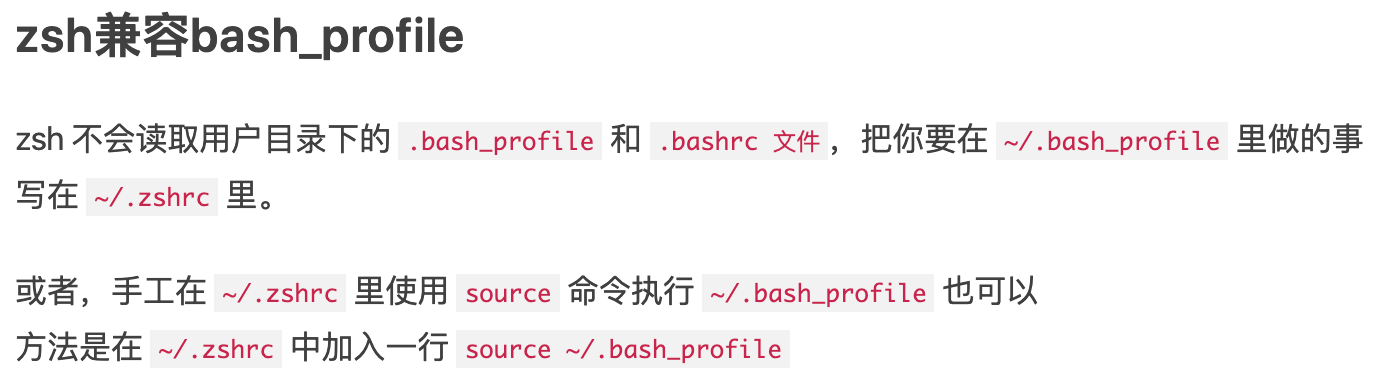 zsh兼容bash_profile
zsh 不会读取用户目录下的 .bash_profile 和 .bashrc 文件，把你要在 ~/.bash_profile 里做的事
写在 ~/.zshrc 里。
或者，手工在 ~/.zshrc 里使用 source 命令执行 ~/.bash_profile 也可以
方法是在 ~/.zshrc 中加入一行 source ~/.bash_profile